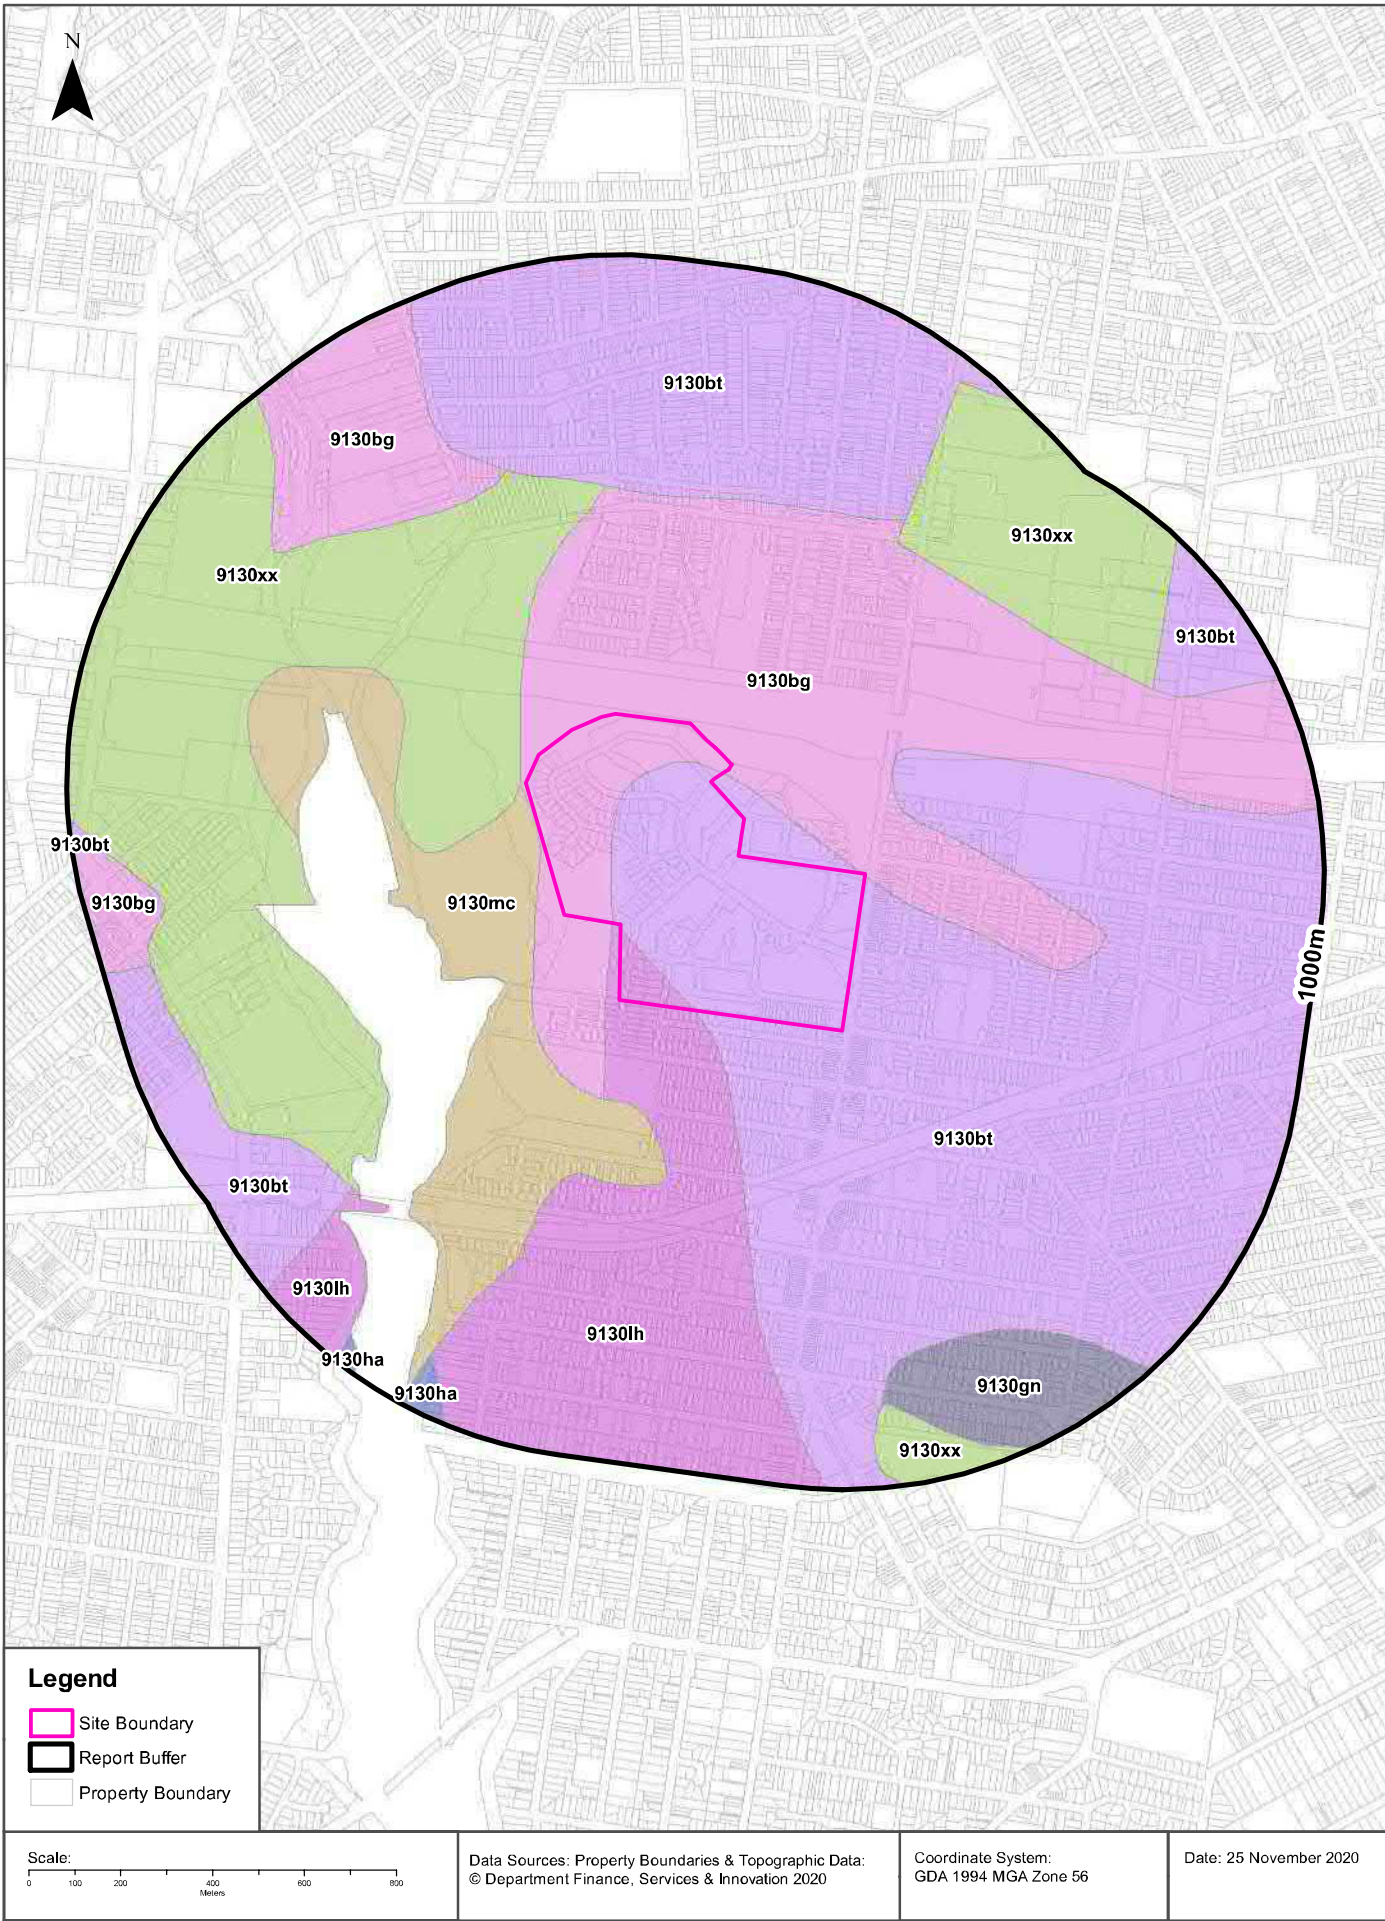 N
9130bt
9130bg
9130xx
9130xx
9130bt
9130bg
9130bt
9130bg
9130mc
1000m
9130bt
9130bt
9130lh
9130lh
9130ha
9130gn
9130ha
9130xx
Legend
Site Boundary
Report Buffer
Property Boundary
Scale:
0 100 200 400 600 800
Meters
Data Sources: Property Boundaries & Topographic Data:
© Department Finance, Services & Innovation 2020
Coordinate System:
GDA 1994 MGA Zone 56
Date: 25 November 2020